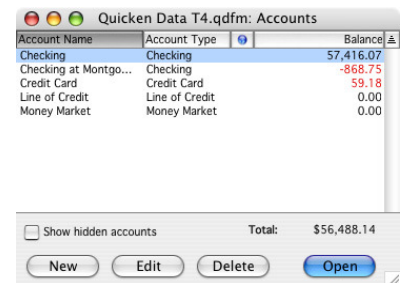 Quicken Data T4.qdfm: Accounts
Account Name Account Type Balance
Checking Checking 57,416.07
Checking at Montgo... Checking -868.75
Credit Card Credit Card 59.18
Line of Credit Line of Credit 0.00
Money Market Money Market 0.00
Show hidden accounts Total: $56,488.14
New Edit Delete Open